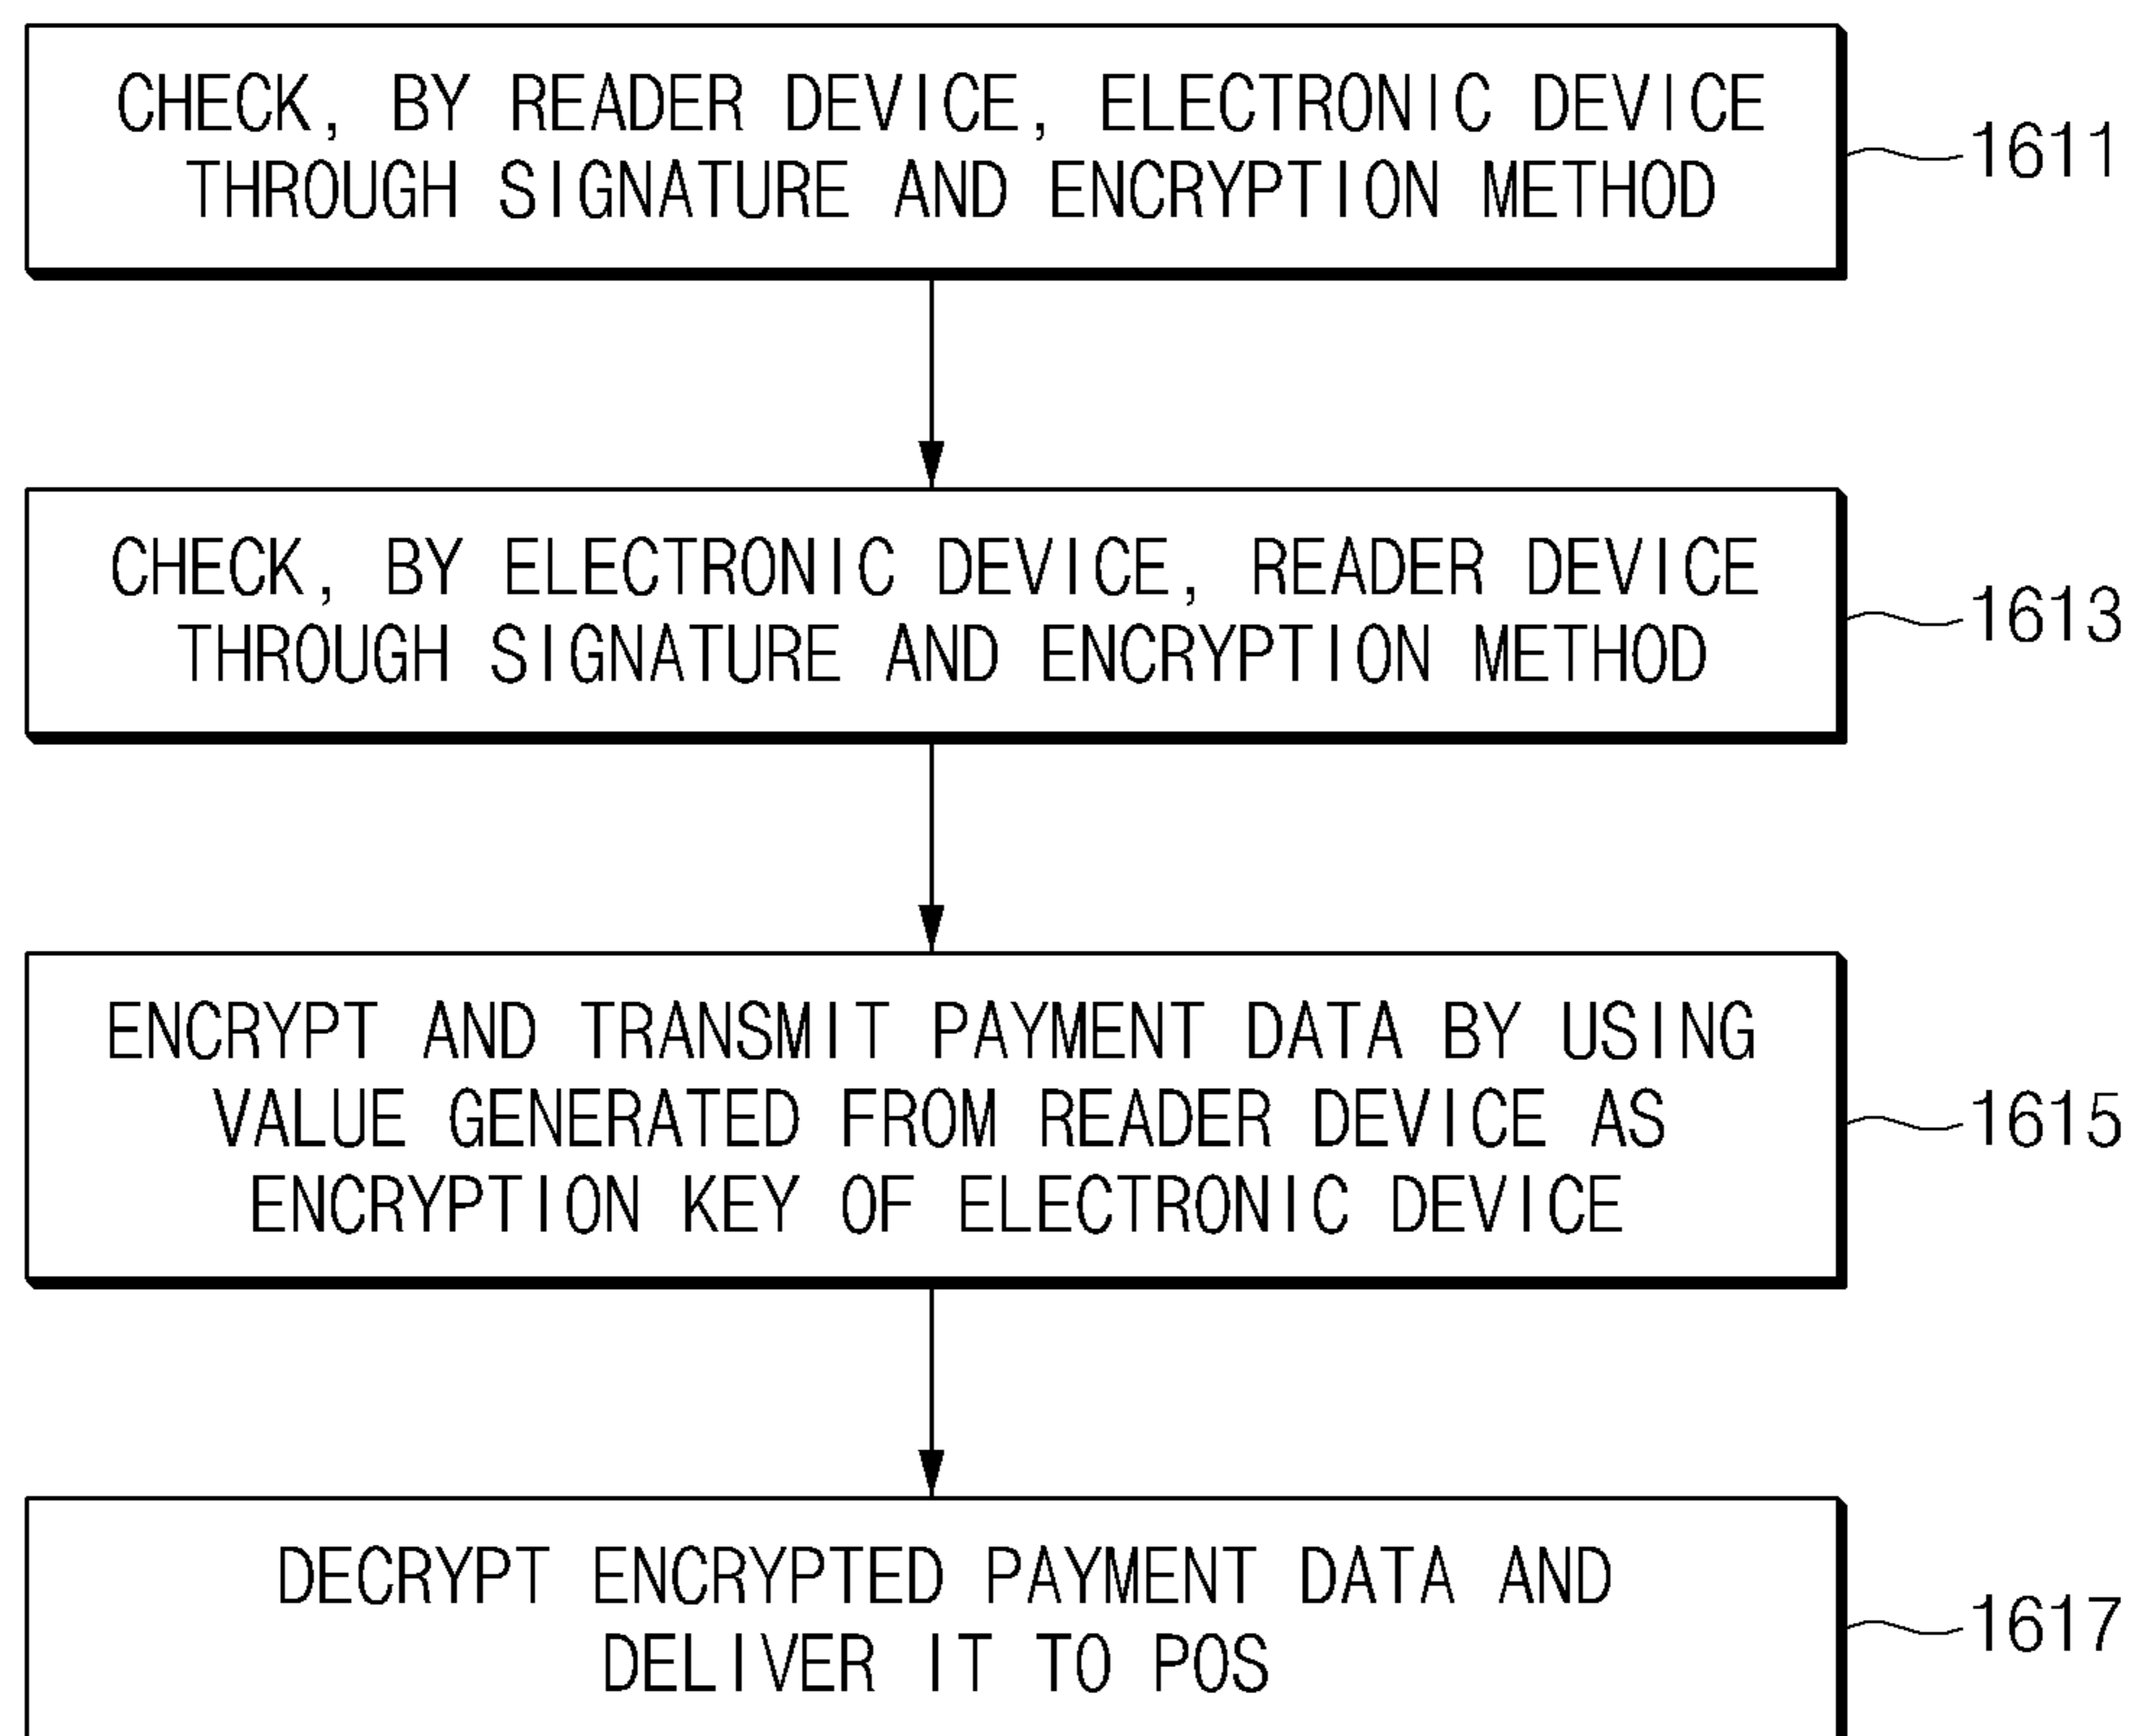 CHECK, BY READER DEVICE, ELECTRONIC DEVICE
THROUGH SIGNATURE AND ENCRYPTION METHOD
1611
CHECK, BY ELECTRONIC DEVICE, READER DEVICE
THROUGH SIGNATURE AND ENCRYPTION METHOD
1613
ENCRYPT AND TRANSMIT PAYMENT DATA BY USING
VALUE GENERATED FROM READER DEVICE AS
ENCRYPTION KEY OF ELECTRONIC DEVICE
1615
DECRYPT ENCRYPTED PAYMENT DATA AND
DELIVER IT TO POS
1617